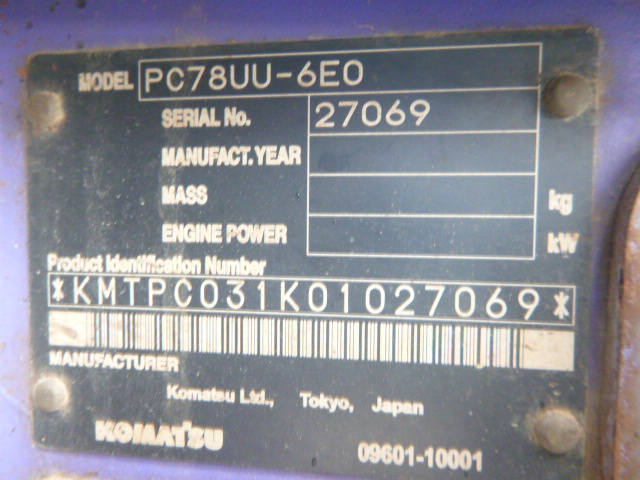 MODEL PC78UU-6E0
SERIAL No. 27069
MANUFACT. YEAR
MASS kg
ENGINE POWER kW
Product Identification Number
*KMTPC031K01027069*
MANUFACTURER
Komatsu Ltd., Tokyo, Japan
KOMATSU
09601-10001